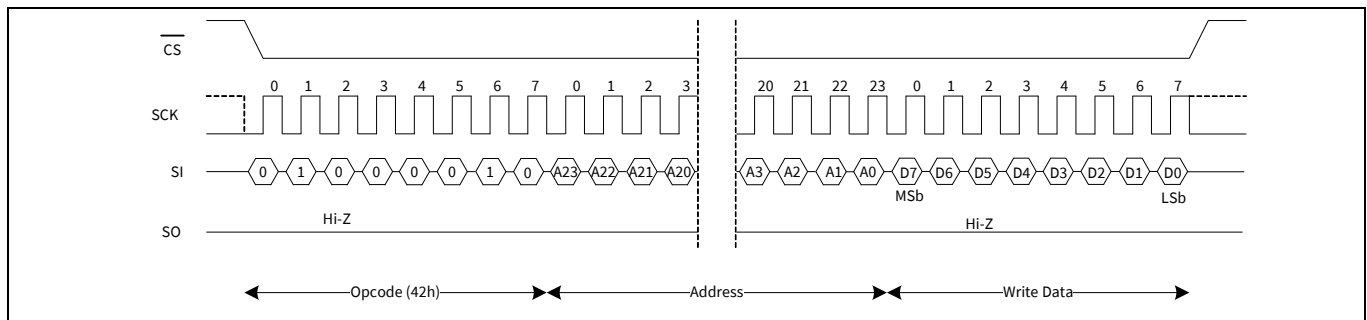 CS
0 1 2 3 4 5 6 7 0 1 2 3 20 21 22 23 0 1 2 3 4 5 6 7
SCK
SI 0 1 0 0 0 0 1 0 A23 A22 A21 A20 A3 A2 A1 A0 D7 D6 D5 D4 D3 D2 D1 D0
MSb LSb
Hi-Z Hi-Z
SO
Opcode (42h) Address Write Data